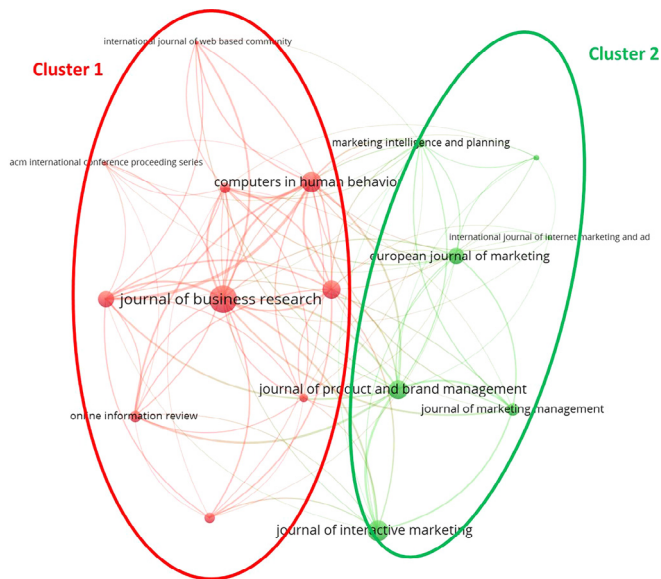 international journal of web based community
Cluster 1
Cluster 2
marketing intelligence and planning
acm international conference proceeding series
computers in human behavio
international journal of internet marketing and ad
european journal of marketing
journal of business research
journal of product and brand management
journal of marketing management
online information review
journal of interactive marketing